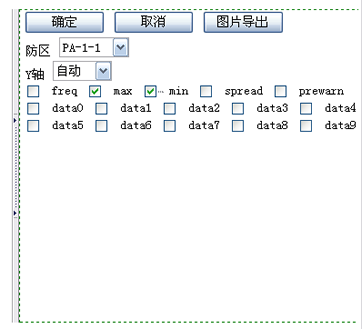 确定 取消 图片导出
防区 PA-1-1
Y轴 自动
freq max min spread prewarn
data0 data1 data2 data3 data4
data5 data6 data7 data8 data9